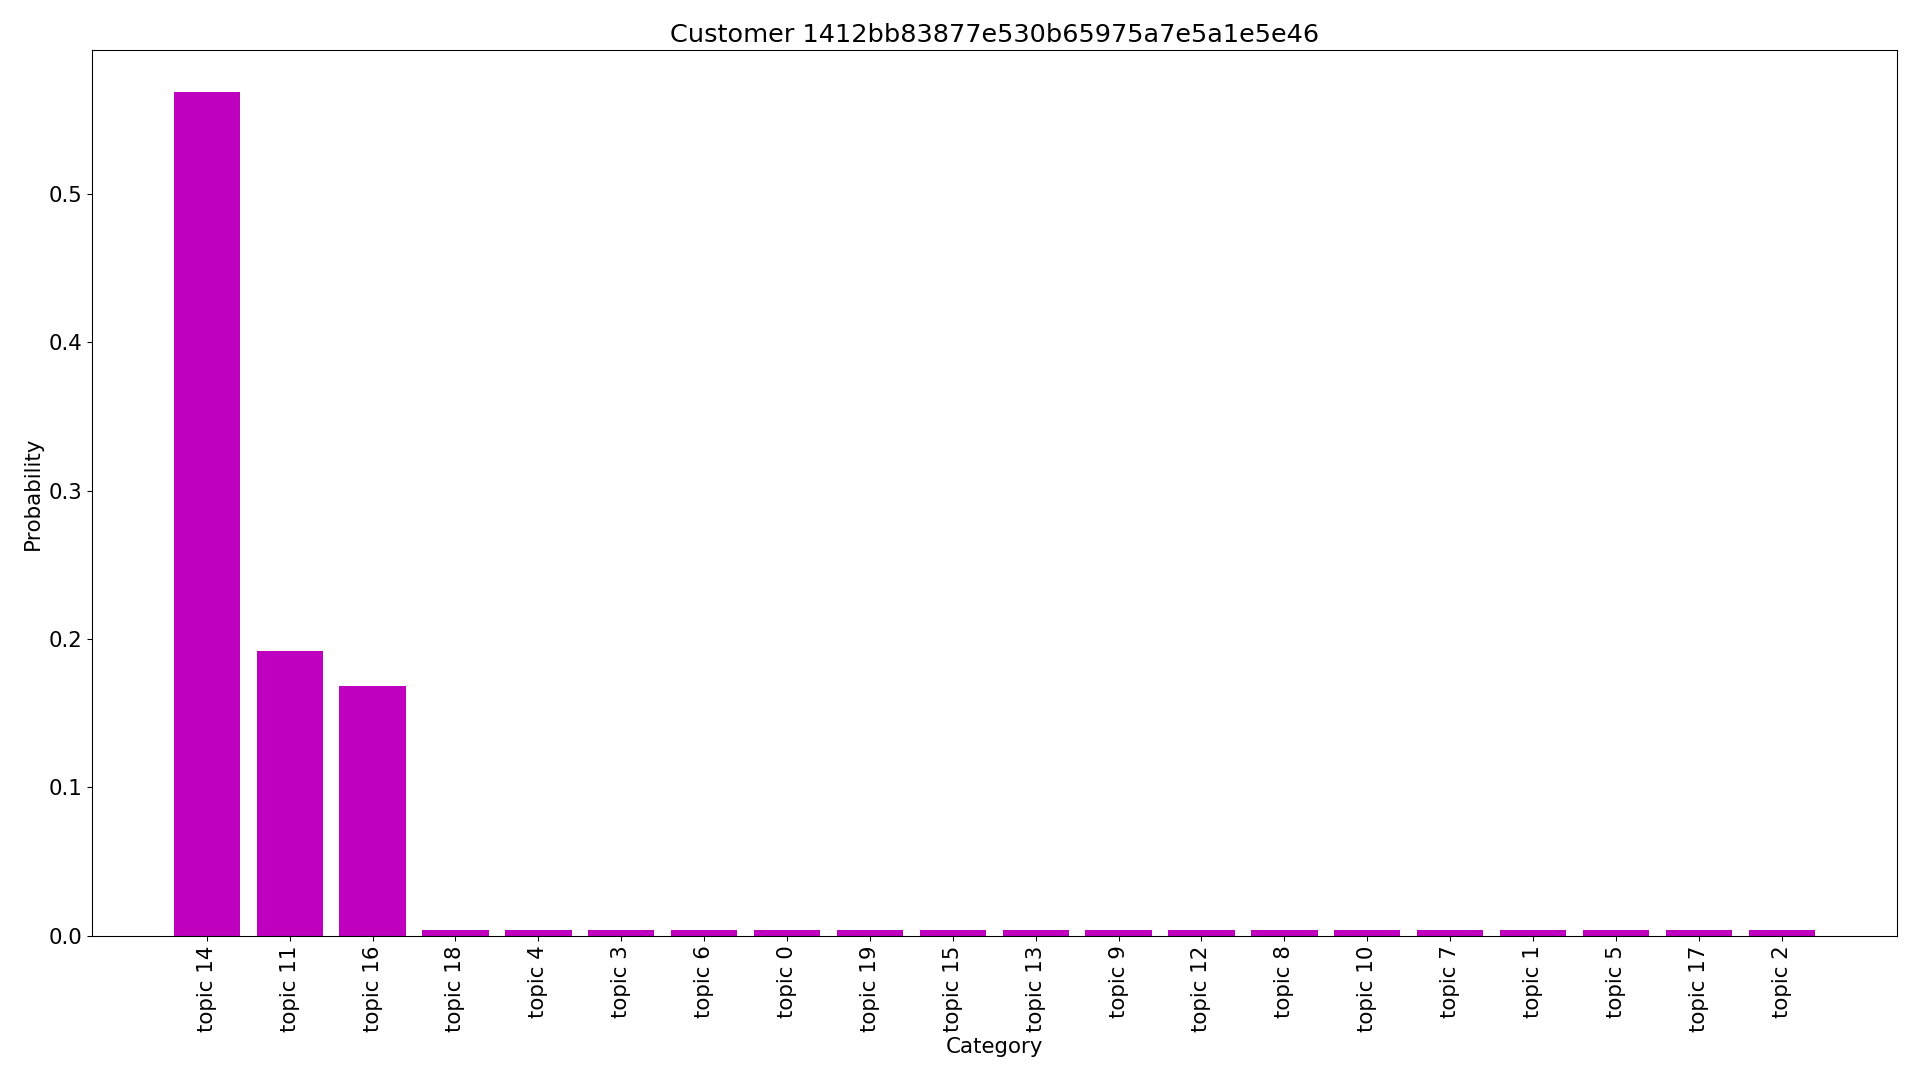 Customer 1412bb83877e530b65975a7e5a1e5e46
Probability
0.5
0.4
0.3
0.2
0.1
0.0
topic 14
topic 11
topic 16
topic 18
topic 4
topic 3
topic 6
topic 0
topic 19
topic 15
topic 13
topic 9
topic 12
topic 8
topic 10
topic 7
topic 1
topic 5
topic 17
topic 2
Category